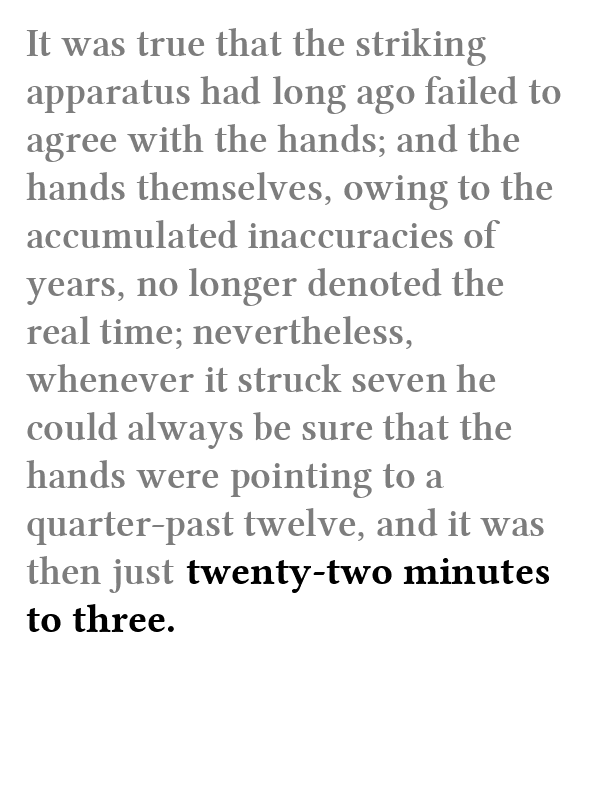 It was true that the striking
apparatus had long ago failed to
agree with the hands; and the
hands themselves, owing to the
accumulated inaccuracies of
years, no longer denoted the
real time; nevertheless,
whenever it struck seven he
could always be sure that the
hands were pointing to a
quarter-past twelve, and it was
then just twenty-two minutes
to three.